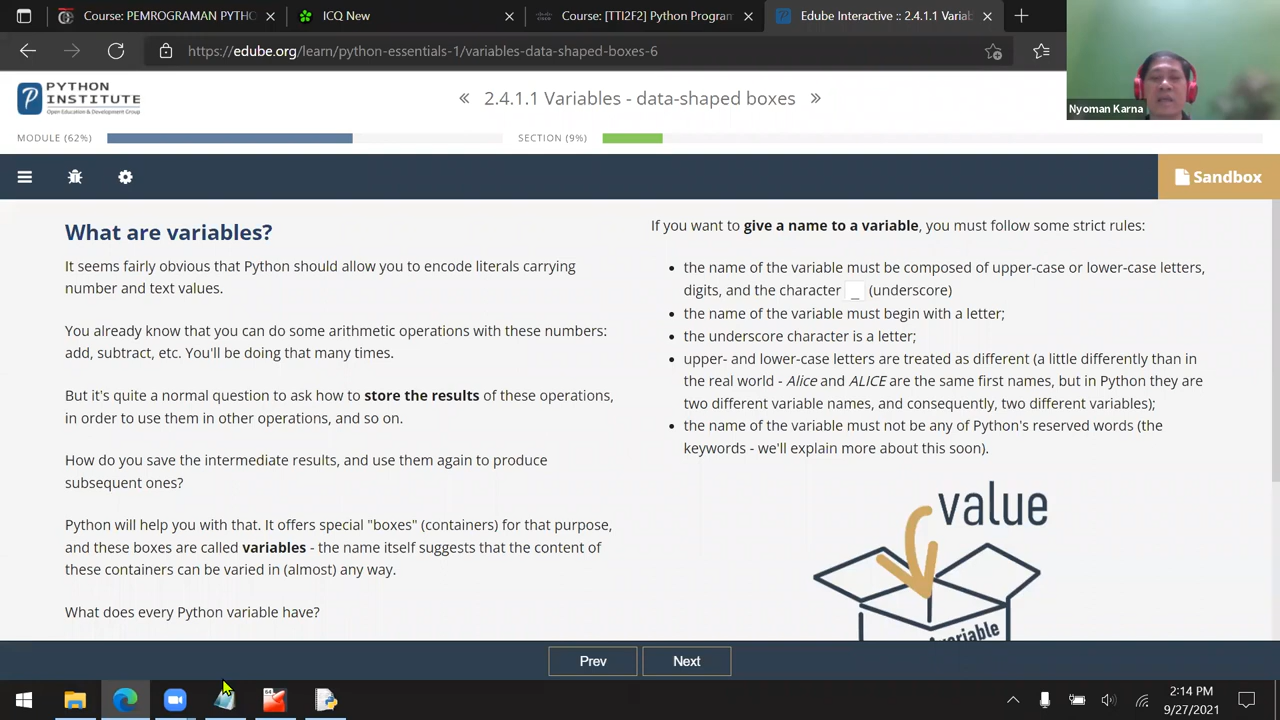 Course: PEMROGRAMAN PYTHO
ICQ New
Course: [TTI2F2] Python Program
Edube Interactive :: 2.4.1.1 Variab
https://edube.org/learn/python-essentials-1/variables-data-shaped-boxes-6
Nyoman Karna
PYTHON
INSTITUTE
Open Education & Development Group
« 2.4.1.1 Variables - data-shaped boxes »
MODULE (62%)
SECTION (9%)
Sandbox
What are variables?
It seems fairly obvious that Python should allow you to encode literals carrying
number and text values.
You already know that you can do some arithmetic operations with these numbers:
add, subtract, etc. You'll be doing that many times.
But it's quite a normal question to ask how to store the results of these operations,
in order to use them in other operations, and so on.
How do you save the intermediate results, and use them again to produce
subsequent ones?
Python will help you with that. It offers special "boxes" (containers) for that purpose,
and these boxes are called variables - the name itself suggests that the content of
these containers can be varied in (almost) any way.
What does every Python variable have?
If you want to give a name to a variable, you must follow some strict rules:
• the name of the variable must be composed of upper-case or lower-case letters,
digits, and the character _ (underscore)
• the name of the variable must begin with a letter;
• the underscore character is a letter;
• upper- and lower-case letters are treated as different (a little differently than in
the real world - Alice and ALICE are the same first names, but in Python they are
two different variable names, and consequently, two different variables);
• the name of the variable must not be any of Python's reserved words (the
keywords - we'll explain more about this soon).
value
variable
Prev
Next
64
2:14 PM
9/27/2021